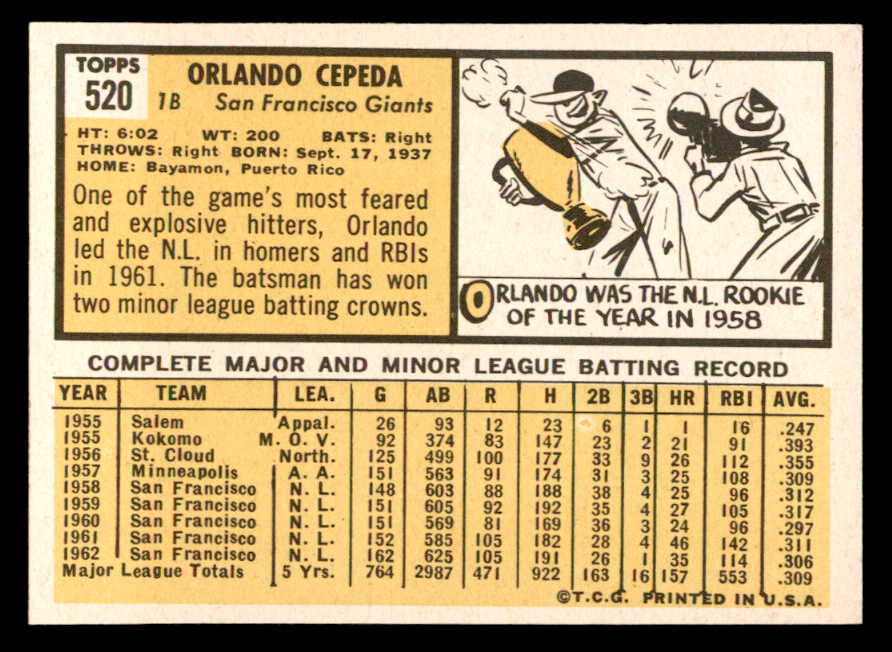 TOPPS
520
ORLANDO CEPEDA
1B San Francisco Giants
HT: 6:02 WT: 200 BATS: Right
THROWS: Right BORN: Sept. 17, 1937
HOME: Bayamon, Puerto Rico
One of the game's most feared
and explosive hitters, Orlando
led the N.L. in homers and RBIs
in 1961. The batsman has won
two minor league batting crowns.
ORLANDO WAS THE N.L. ROOKIE
OF THE YEAR IN 1958
COMPLETE MAJOR AND MINOR LEAGUE BATTING RECORD
YEAR TEAM LEA. G AB R H 2B 3B HR RBI AVG.
1955 Salem Appal. 26 93 12 23 6 1 1 16 .247
1955 Kokomo M. O. V. 92 374 83 147 23 2 21 91 .393
1956 St. Cloud North. 125 499 100 177 33 9 26 112 .355
1957 Minneapolis A. A. 151 563 91 174 31 3 25 108 .309
1958 San Francisco N. L. 148 603 88 188 38 4 25 96 .312
1959 San Francisco N. L. 151 605 92 192 35 4 27 105 .317
1960 San Francisco N. L. 151 569 81 169 36 3 24 96 .297
1961 San Francisco N. L. 152 585 105 182 28 4 46 142 .311
1962 San Francisco N. L. 162 625 105 191 26 1 35 114 .306
Major League Totals 5 Yrs. 764 2987 471 922 163 16 157 553 .309
©T.C.G. PRINTED IN U.S.A.